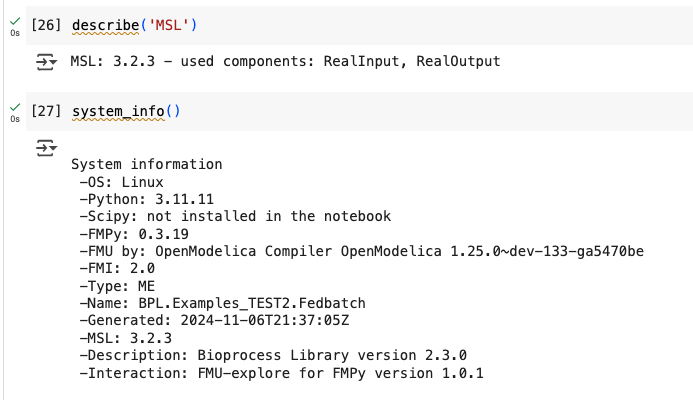 [26] describe('MSL')
0s
MSL: 3.2.3 – used components: RealInput, RealOutput
[27] system_info()
0s
System information
–OS: Linux
–Python: 3.11.11
–Scipy: not installed in the notebook
–FMPy: 0.3.19
–FMU by: OpenModelica Compiler OpenModelica 1.25.0~dev-133-ga5470be
–FMI: 2.0
–Type: ME
–Name: BPL.Examples_TEST2.Fedbatch
–Generated: 2024-11-06T21:37:05Z
–MSL: 3.2.3
–Description: Bioprocess Library version 2.3.0
–Interaction: FMU-explore for FMPy version 1.0.1